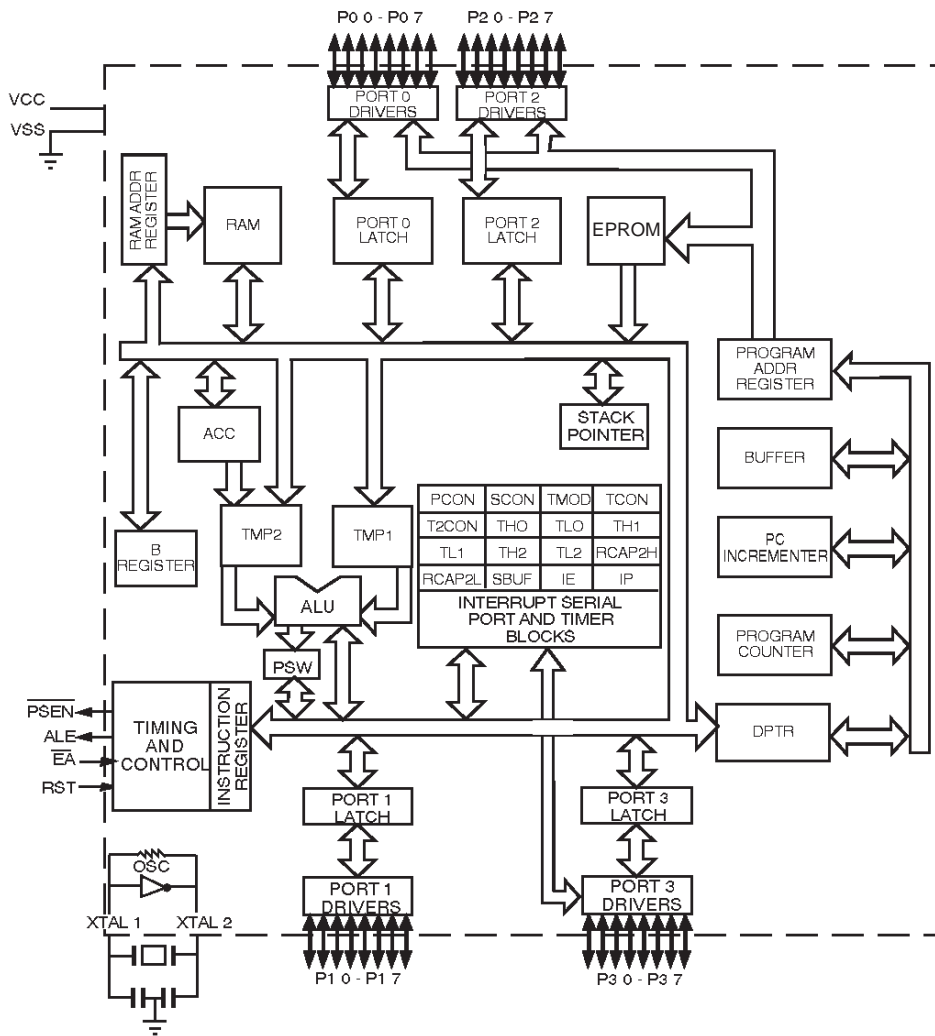 P0 0 - P0 7
P2 0 - P2 7
VCC
VSS
PORT 0
DRIVERS
PORT 2
DRIVERS
RAM ADDR
REGISTER
RAM
PORT 0
LATCH
PORT 2
LATCH
EPROM
PROGRAM
ADDR
REGISTER
STACK
POINTER
ACC
BUFFER
PCON SCON TMOD TCON
T2CON THO TLO TH1
TL1 TH2 TL2 RCAP2H
RCAP2L SBUF IE IP
INTERRUPT SERIAL
PORT AND TIMER
BLOCKS
TMP2
TMP1
B
REGISTER
ALU
PC
INCREMENTER
PSW
PROGRAM
COUNTER
PSEN
ALE
EA
RST
TIMING
AND
CONTROL
INSTRUCTION
REGISTER
DPTR
PORT 1
LATCH
PORT 3
LATCH
OSC
XTAL 1
XTAL 2
PORT 1
DRIVERS
PORT 3
DRIVERS
P1 0 - P1 7
P3 0 - P3 7